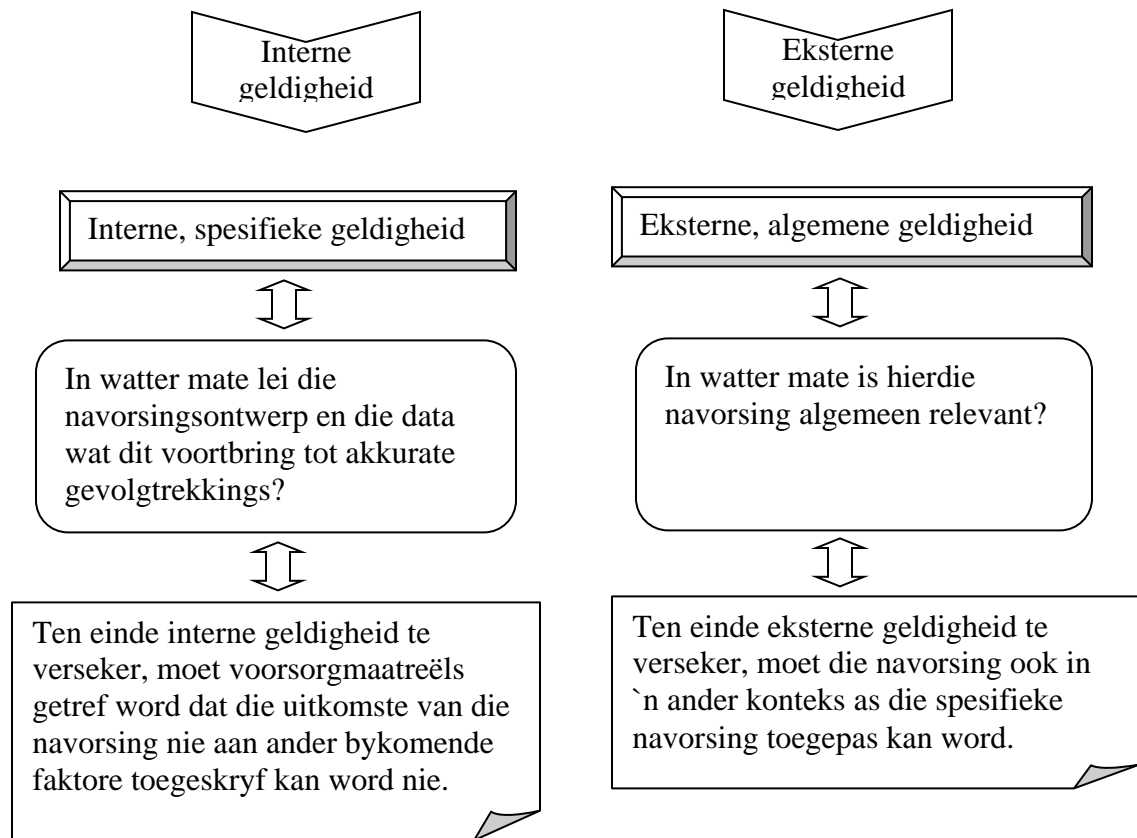 Interne
geldigheid
Eksterne
geldigheid
Interne, spesifieke geldigheid
Eksterne, algemene geldigheid
In watter mate lei die
navorsingsontwerp en die data
wat dit voortbring tot akkurate
gevolgtrekkings?
In watter mate is hierdie
navorsing algemeen relevant?
Ten einde interne geldigheid te
verseker, moet voorsorgmaatreëls
getref word dat die uitkomste van die
navorsing nie aan ander bykomende
faktore toegeskryf kan word nie.
Ten einde eksterne geldigheid te
verseker, moet die navorsing ook in
`n ander konteks as die spesifieke
navorsing toegepas kan word.